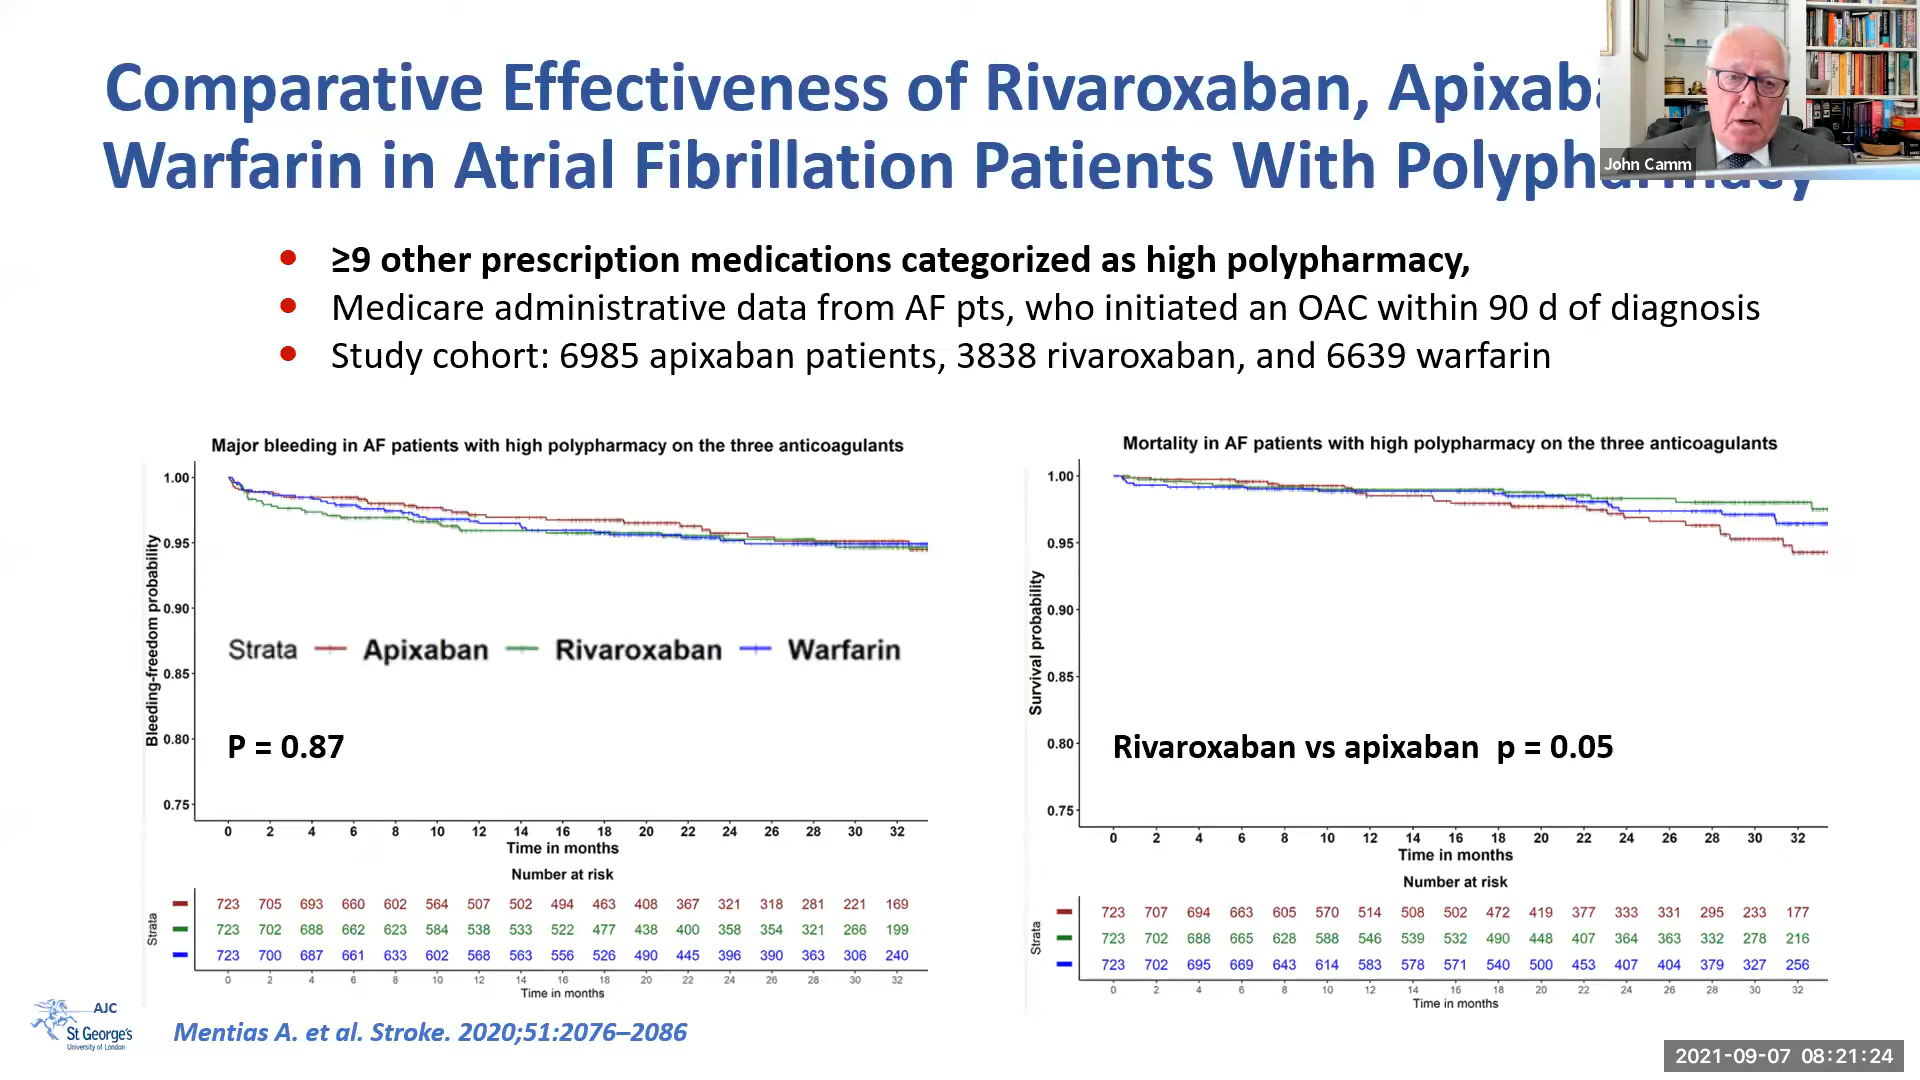 Comparative Effectiveness of Rivaroxaban,
Warfarin in Atrial Fibrillation Patients With
John Camm
• ≥9 other prescription medications categorized as high polypharmacy,
• Medicare administrative data from AF pts, who initiated an OAC within 90 d of diagnosis
• Study cohort: 6985 apixaban patients, 3838 rivaroxaban, and 6639 warfarin
Major bleeding in AF patients with high polypharmacy on the three anticoagulants
Bleeding-freedom probability
1.00
0.95
0.90
0.85
0.80
0.75
Strata Apixaban Rivaroxaban Warfarin
P = 0.87
0 2 4 6 8 10 12 14 16 18 20 22 24 26 28 30 32
Time in months
Number at risk
Strata
723 705 693 660 602 564 507 502 494 463 408 367 321 318 281 221 169
723 702 688 662 623 584 538 533 522 477 438 400 358 354 321 266 199
723 700 687 661 633 602 568 563 556 526 490 445 396 390 363 306 240
0 2 4 6 8 10 12 14 16 18 20 22 24 26 28 30 32
Time in months
Mortality in AF patients with high polypharmacy on the three anticoagulants
Survival probability
1.00
0.95
0.90
0.85
0.80
0.75
Rivaroxaban vs apixaban p = 0.05
0 2 4 6 8 10 12 14 16 18 20 22 24 26 28 30 32
Time in months
Number at risk
Strata
723 707 694 663 605 570 514 508 502 472 419 377 333 331 295 233 177
723 702 688 665 628 588 546 539 532 490 448 407 364 363 332 278 216
723 702 695 669 643 614 583 578 571 540 500 453 407 404 379 327 256
0 2 4 6 8 10 12 14 16 18 20 22 24 26 28 30 32
Time in months
AJC
St George's
University of London
Mentias A. et al. Stroke. 2020;51:2076–2086
2021-09-07 08:21:24